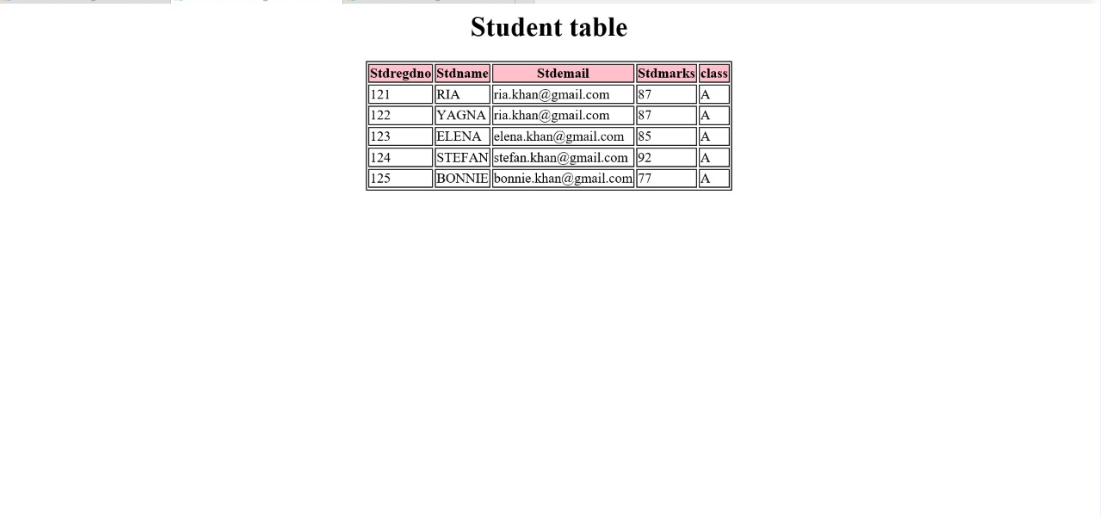 Student table
Stdregdno Stdname Stdemail Stdmarks class
121 RIA ria.khan@gmail.com 87 A
122 YAGNA ria.khan@gmail.com 87 A
123 ELENA elena.khan@gmail.com 85 A
124 STEFAN stefan.khan@gmail.com 92 A
125 BONNIE bonnie.khan@gmail.com 77 A